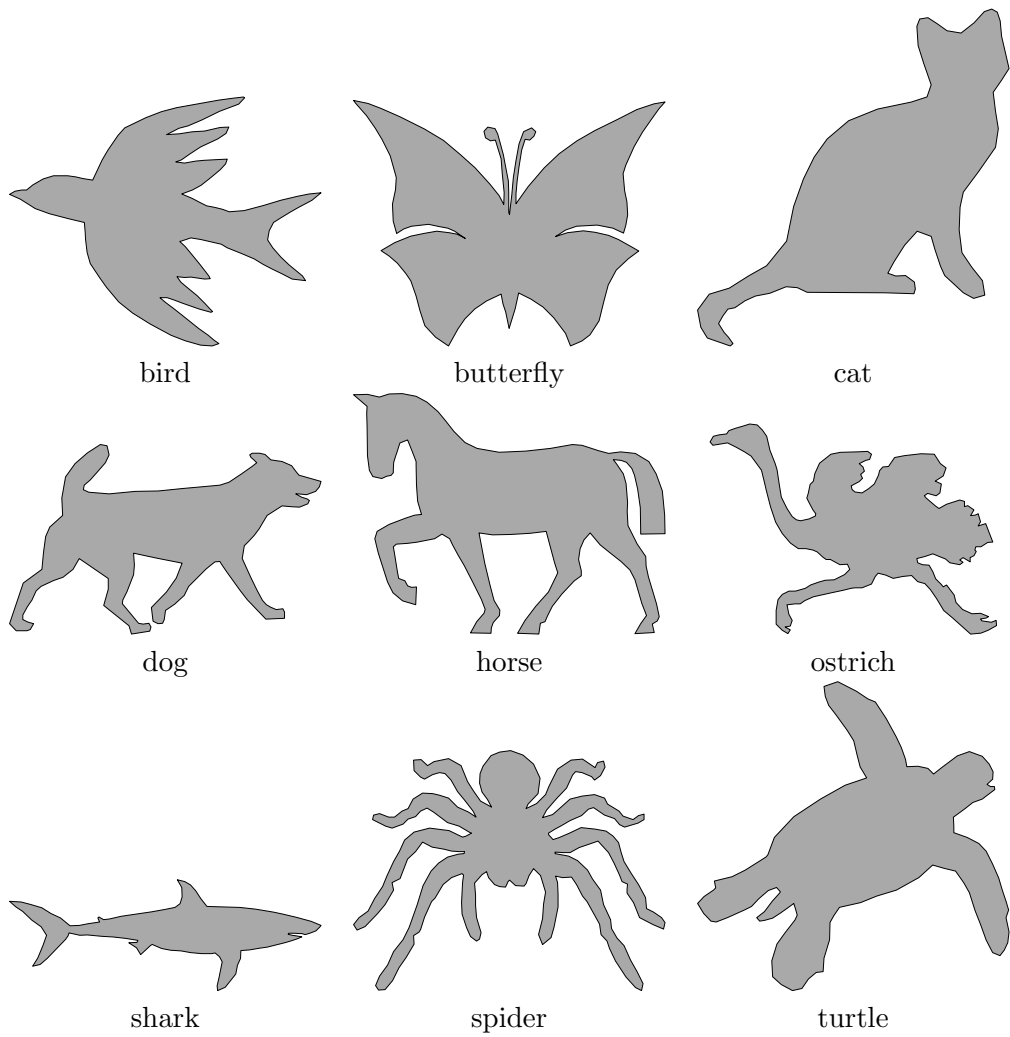 bird
butterfly
cat
dog
horse
ostrich
shark
spider
turtle